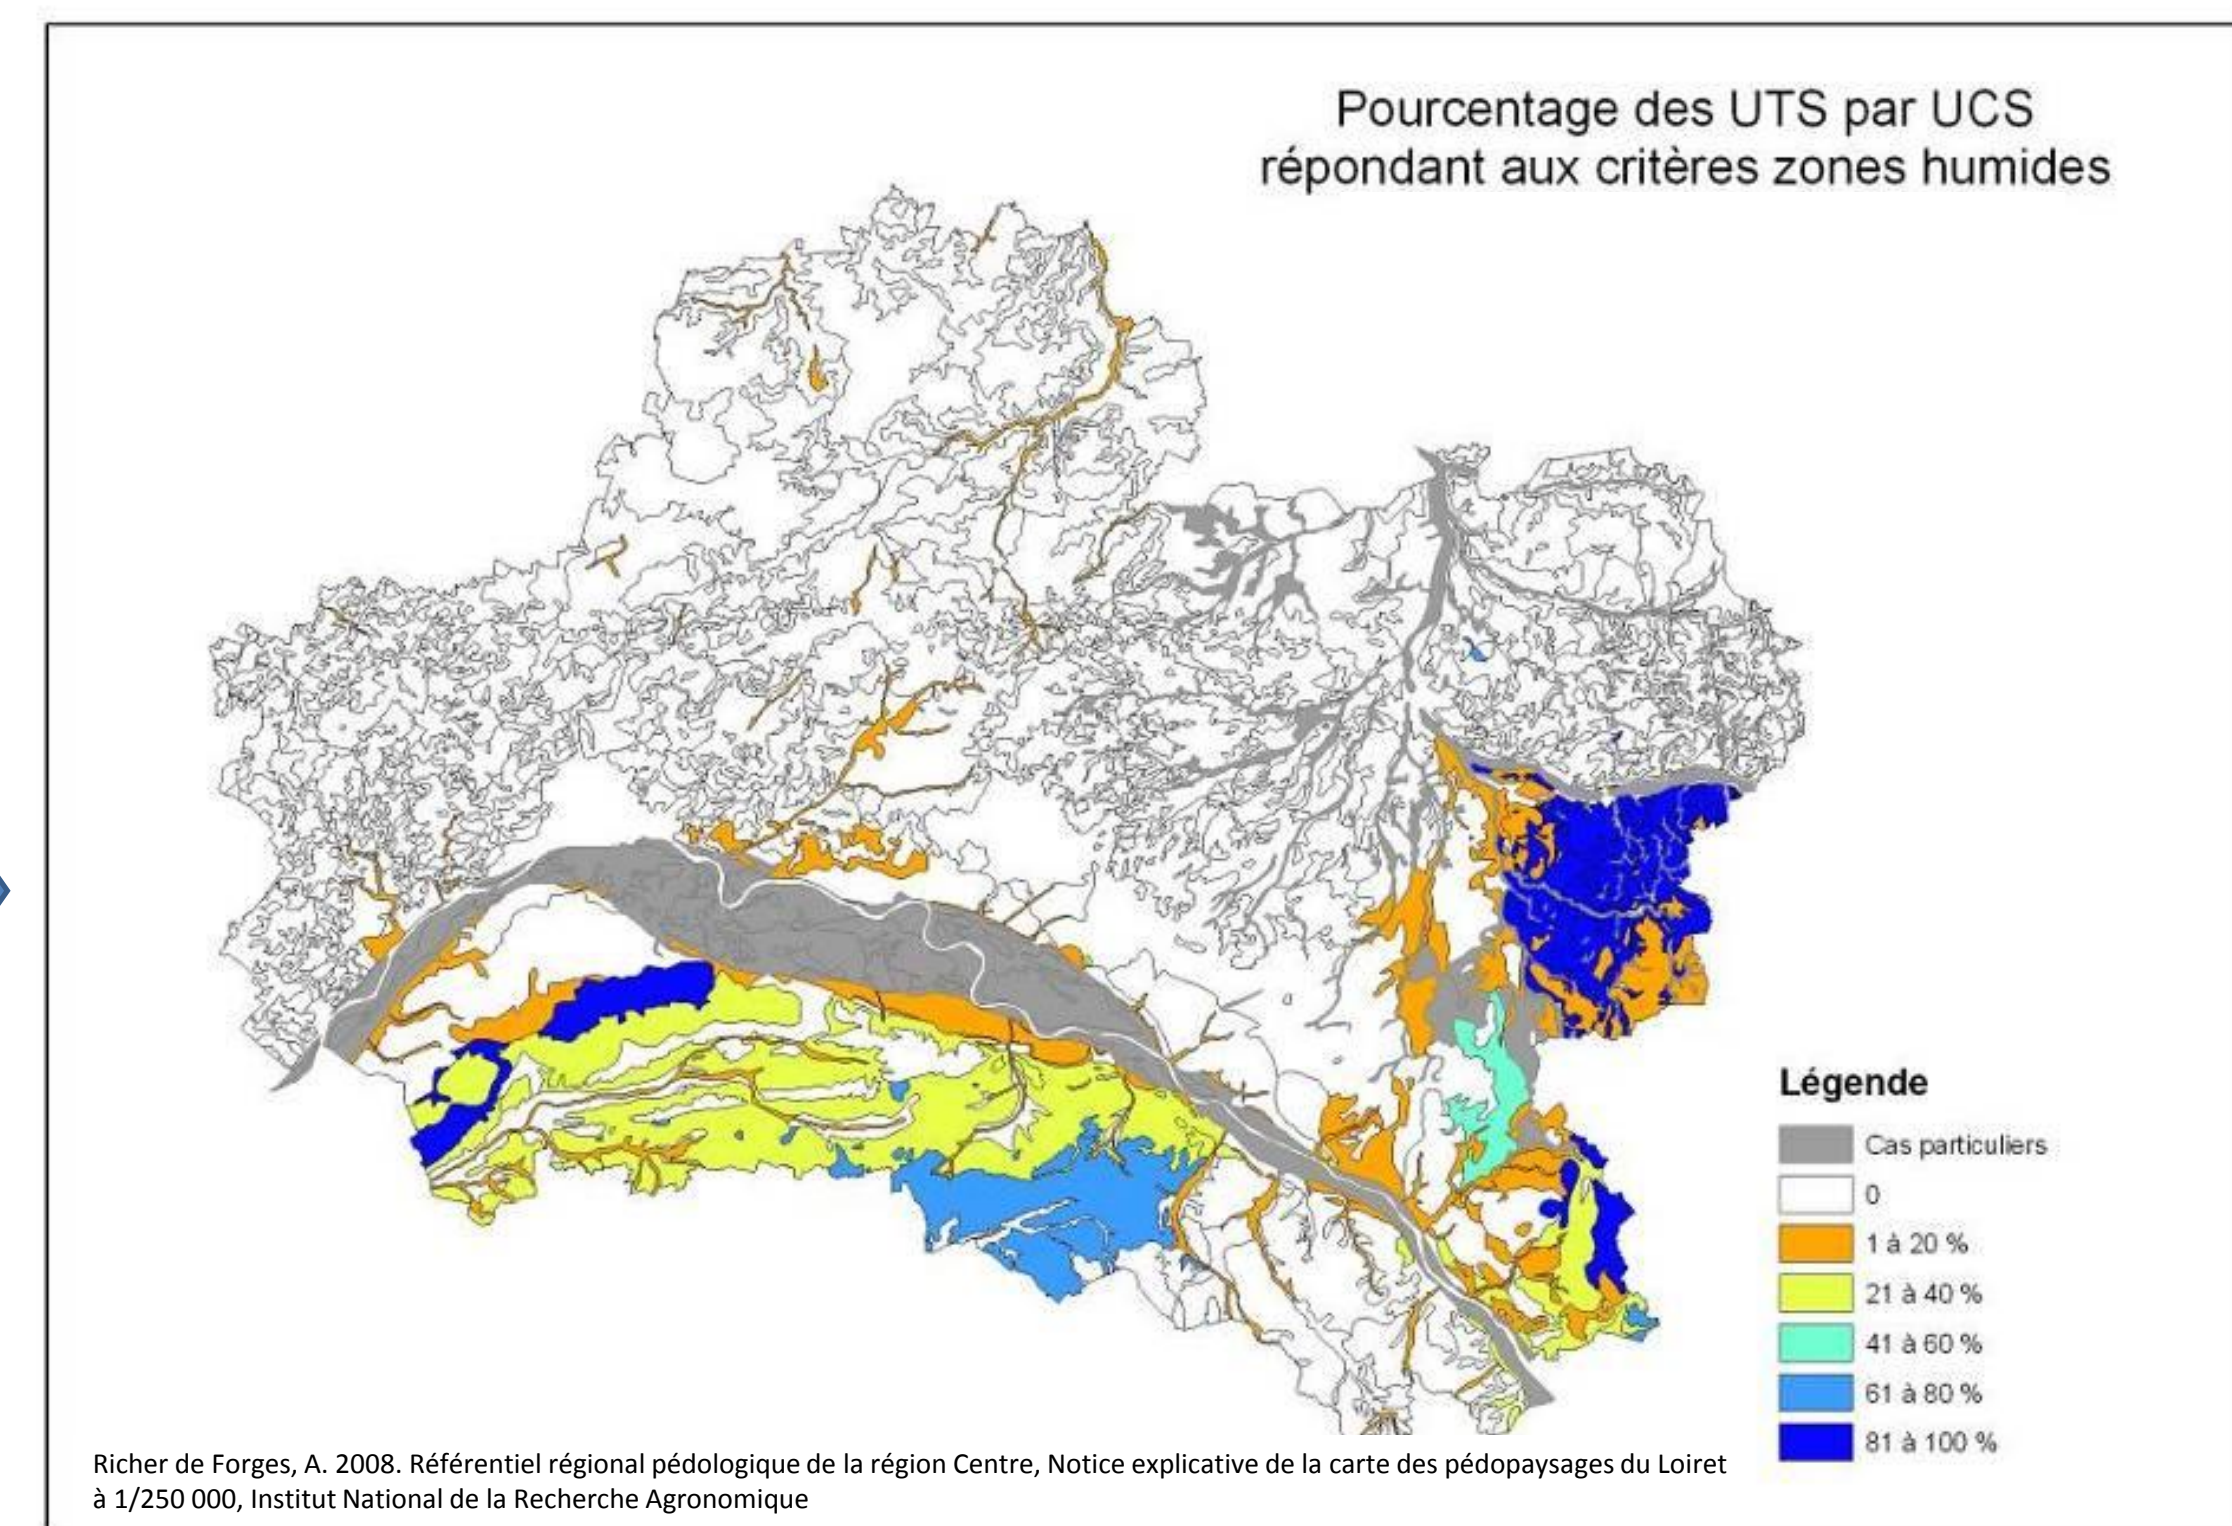 Pourcentage des UTS par UCS
répondant aux critères zones humides
Légende
Cas particuliers
0
1 à 20 %
21 à 40 %
41 à 60 %
61 à 80 %
81 à 100 %
Richer de Forges, A. 2008. Référentiel régional pédologique de la région Centre, Notice explicative de la carte des pédopaysages du Loiret
à 1/250 000, Institut National de la Recherche Agronomique